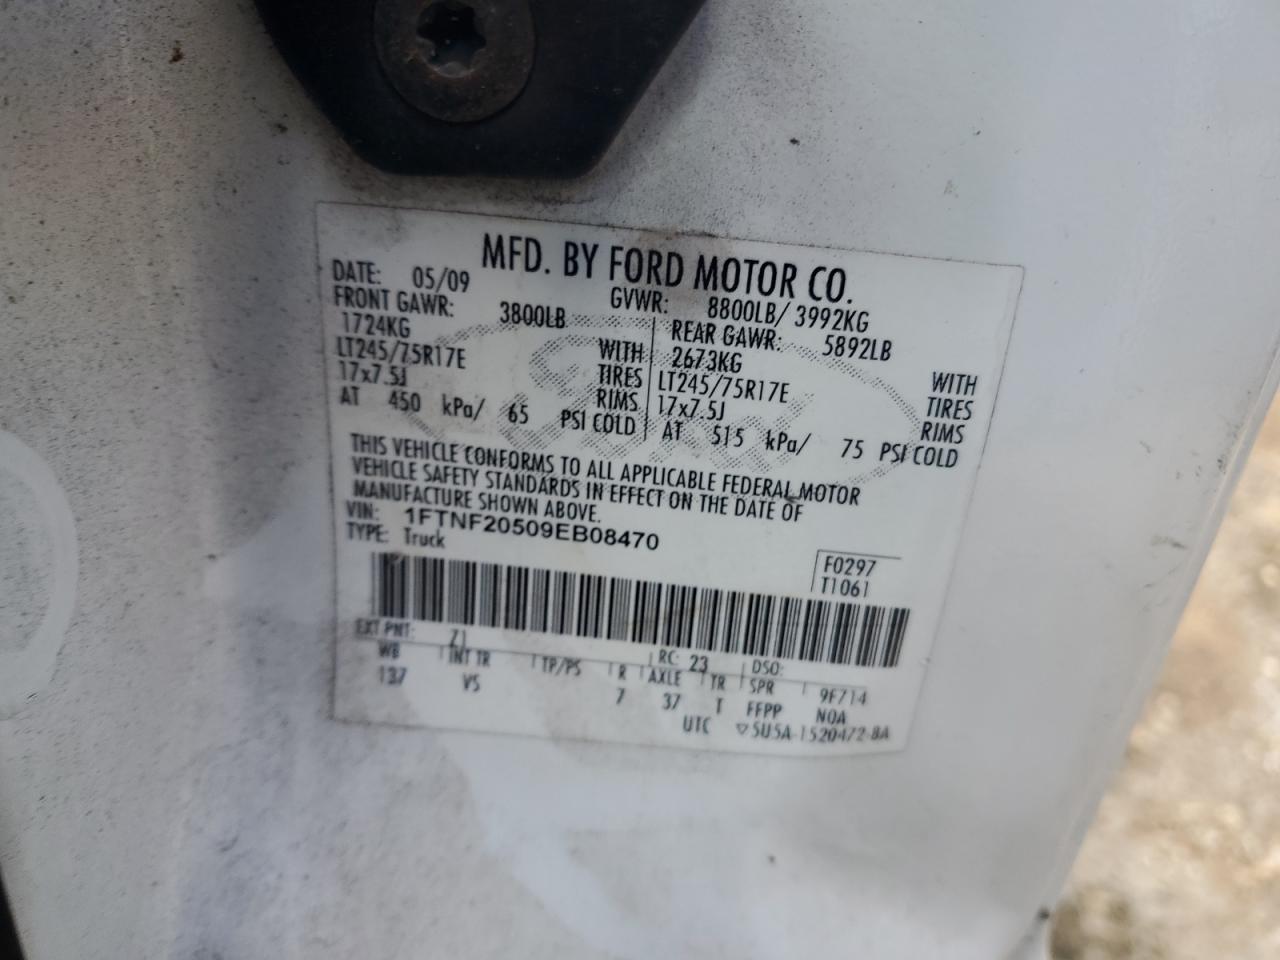 MFD. BY FORD MOTOR CO.
DATE: 05/09 GVWR: 8800LB/ 3992KG
FRONT GAWR: 3800LB REAR GAWR: 5892LB
1724KG WITH 2673KG WITH
LT245/75R17E TIRES LT245/75R17E TIRES
17x7.5J RIMS 17x7.5J RIMS
AT 450 kPa/ 65 PSI COLD AT 515 kPa/ 75 PSI COLD
THIS VEHICLE CONFORMS TO ALL APPLICABLE FEDERAL MOTOR
VEHICLE SAFETY STANDARDS IN EFFECT ON THE DATE OF
MANUFACTURE SHOWN ABOVE.
VIN: 1FTNF20509EB08470
TYPE: Truck
F0297
T1061
EXT PNT: Z1 RC: 23 DSO:
WB INT TR TP/PS R AXLE TR SPR 9F714
137 VS 7 37 T FFPP NOA
UTC ▽5U5A-1520472-BA